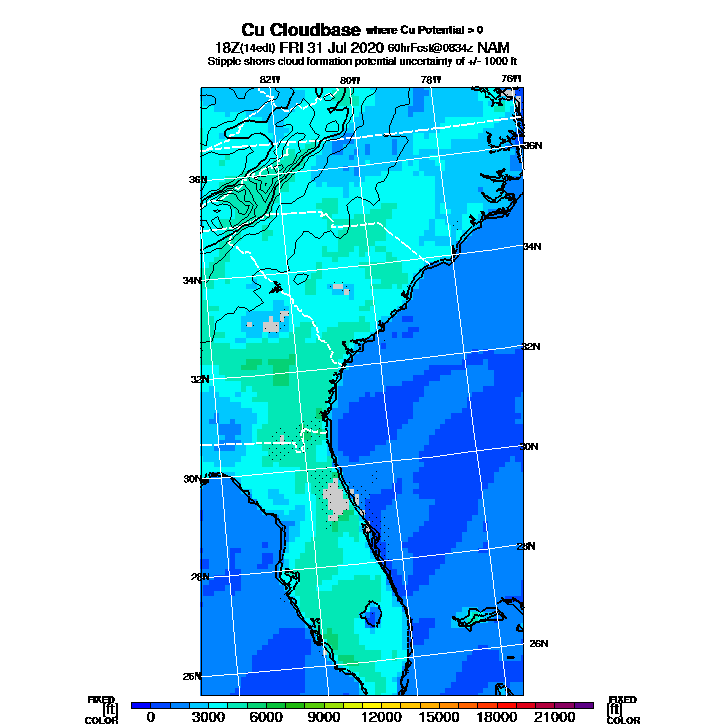 Cu Cloudbase where Cu Potential > 0
18Z(14edt) FRI 31 Jul 2020 60hrFcst@0834z NAM
Stipple shows cloud formation potential uncertainty of +/- 1000 ft
82W 80W 78W 76W
36N
36N
34N
34N
32N
32N
30N
30N
28N
28N
26N
26N
FIXED FIXED
[ft] [ft]
COLOR 0 3000 6000 9000 12000 15000 18000 21000 COLOR